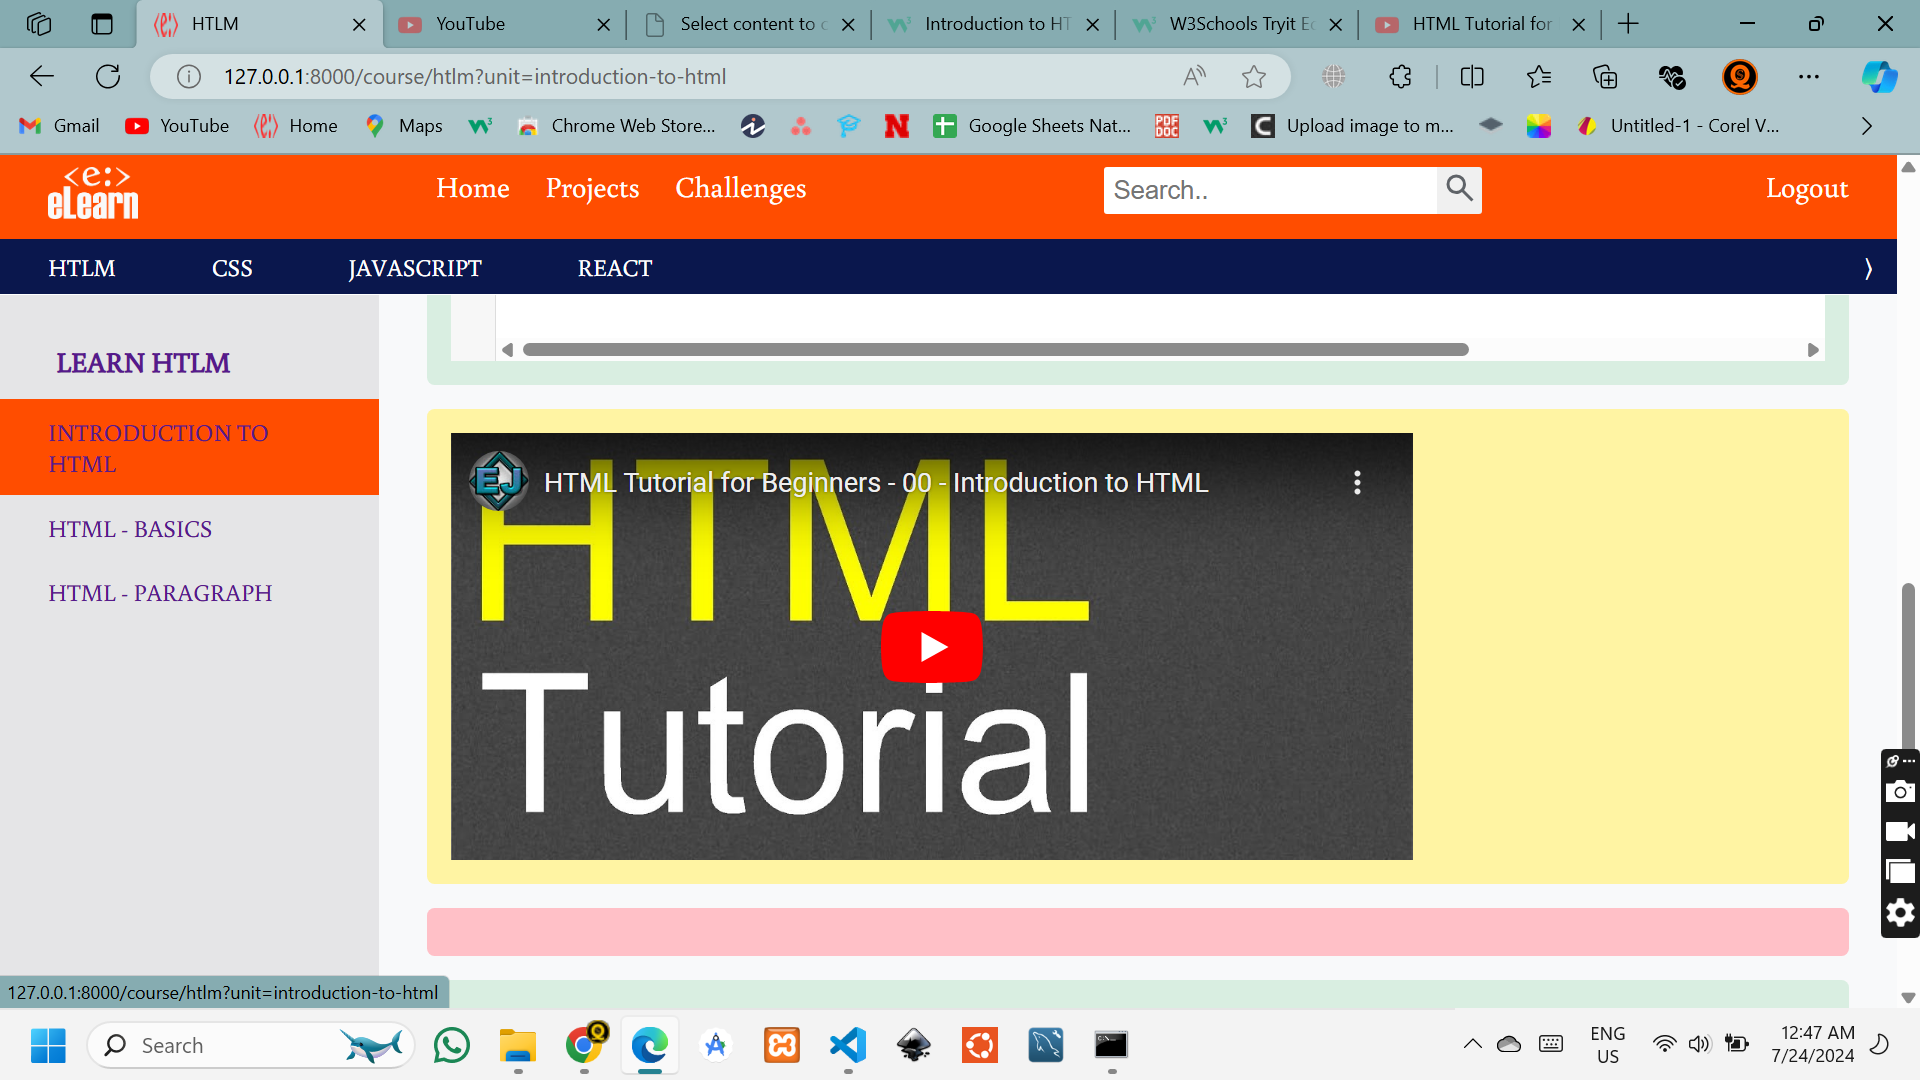 HTLM
YouTube
Select content to c
Introduction to HT
W3Schools Tryit Ec
HTML Tutorial for
127.0.0.1:8000/course/htlm?unit=introduction-to-html
Gmail
YouTube
Home
Maps
Chrome Web Store...
Google Sheets Nat...
PDF
DOC
Upload image to m...
Untitled-1 - Corel V...
<e:>
eLearn
Home
Projects
Challenges
Search..
Logout
HTLM
CSS
JAVASCRIPT
REACT
LEARN HTLM
INTRODUCTION TO
HTML
HTML - BASICS
HTML - PARAGRAPH
EJ
HTML Tutorial for Beginners - 00 - Introduction to HTML
HTML
Tutorial
127.0.0.1:8000/course/htlm?unit=introduction-to-html
Search
ENG
US
12:47 AM
7/24/2024